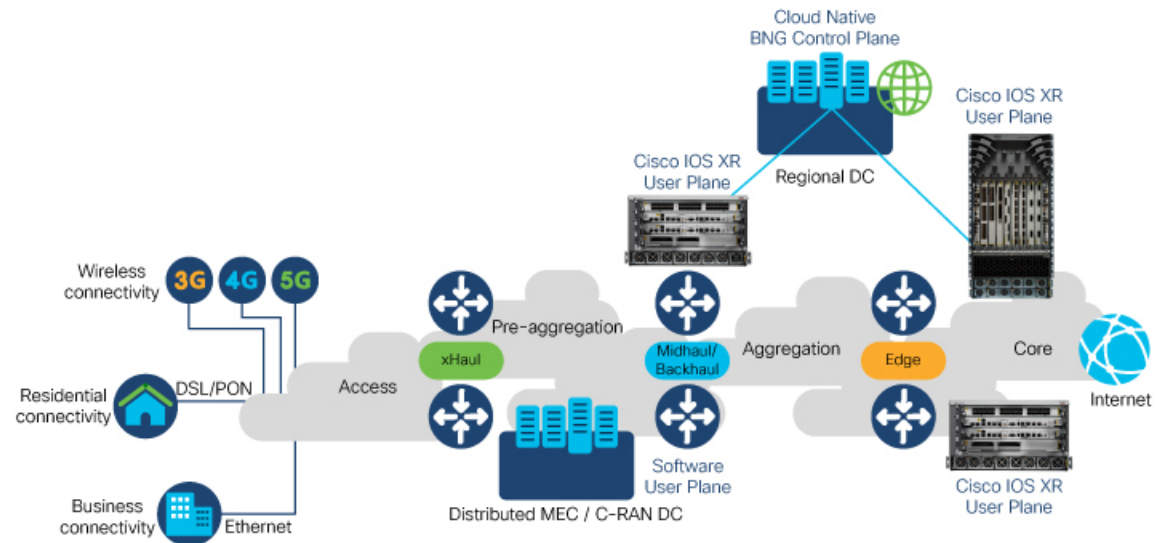 Cloud Native
BNG Control Plane
Cisco IOS XR
User Plane
Cisco IOS XR
User Plane
Regional DC
Wireless
connectivity
3G
4G
5G
Pre-aggregation
xHaul
Midhaul/
Backhaul
Aggregation
Edge
Core
Access
DSL/PON
Residential
connectivity
Internet
Software
User Plane
Cisco IOS XR
User Plane
Business
connectivity
Ethernet
Distributed MEC / C-RAN DC